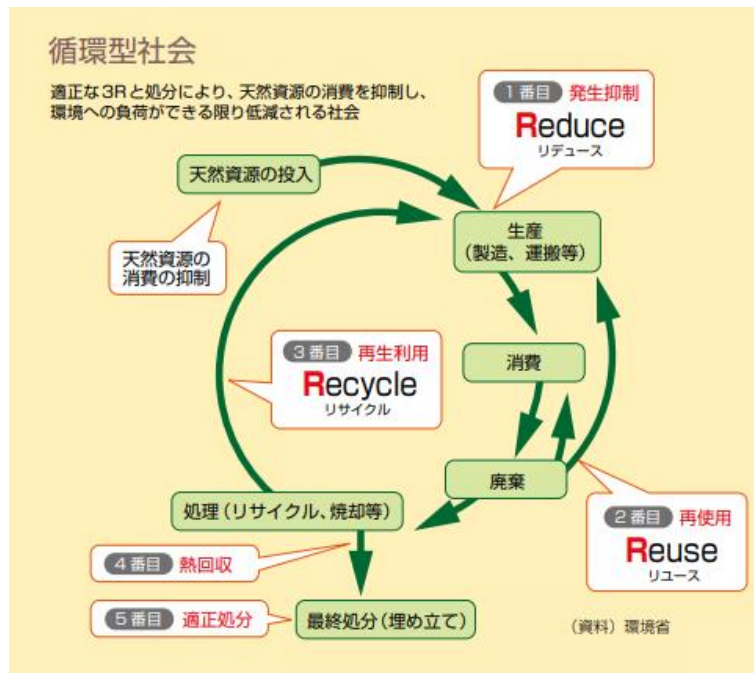 循環型社会
適正な3Rと処分により、天然資源の消費を抑制し、
環境への負荷ができる限り低減される社会
1番目 発生抑制
Reduce
リデュース
天然資源の投入
生産
(製造、運搬等)
天然資源の
消費の抑制
3番目 再生利用
Recycle
リサイクル
消費
廃棄
処理(リサイクル、焼却等)
2番目 再使用
Reuse
リユース
4番目 熱回収
5番目 適正処分
最終処分(埋め立て)
(資料)環境省